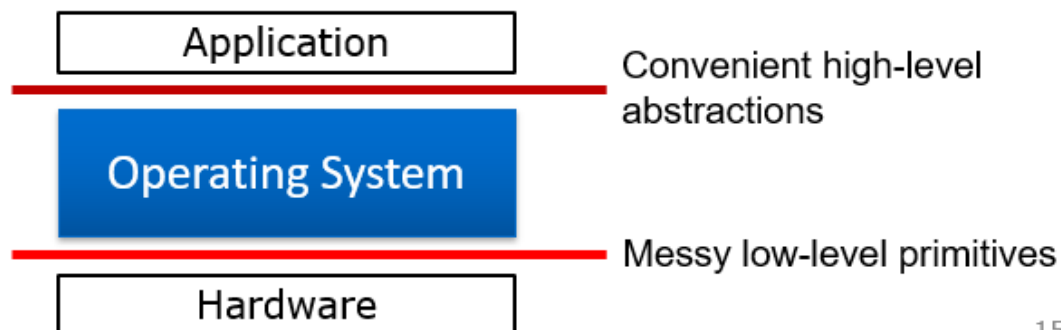 Application
Convenient high-level
abstractions
Operating System
Messy low-level primitives
Hardware